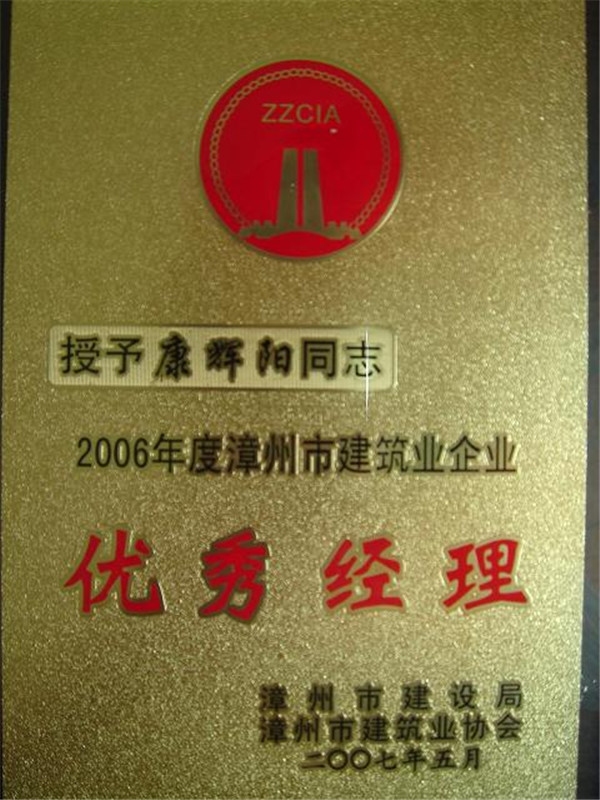 ZZCIA
授予康辉阳同志
2006年度漳州市建筑业企业
优秀经理
漳州市建设局
漳州市建筑业协会
二〇〇七年五月